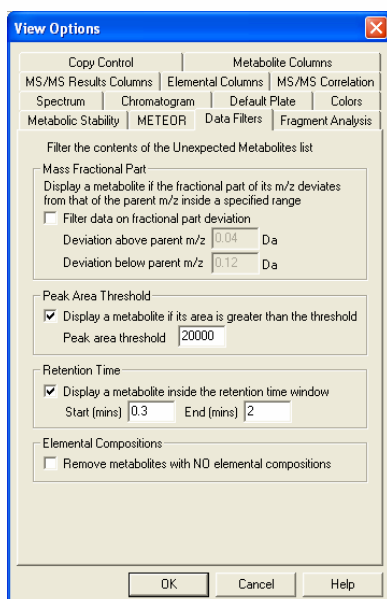 View Options
Copy Control Metabolite Columns
MS/MS Results Columns Elemental Columns MS/MS Correlation
Spectrum Chromatogram Default Plate Colors
Metabolic Stability METEOR Data Filters Fragment Analysis
Filter the contents of the Unexpected Metabolites list
Mass Fractional Part
Display a metabolite if the fractional part of its m/z deviates
from that of the parent m/z inside a specified range
Filter data on fractional part deviation
Deviation above parent m/z 0.04 Da
Deviation below parent m/z 0.12 Da
Peak Area Threshold
Display a metabolite if its area is greater than the threshold
Peak area threshold 20000
Retention Time
Display a metabolite inside the retention time window
Start (mins) 0.3 End (mins) 2
Elemental Compositions
Remove metabolites with NO elemental compositions
OK Cancel Help